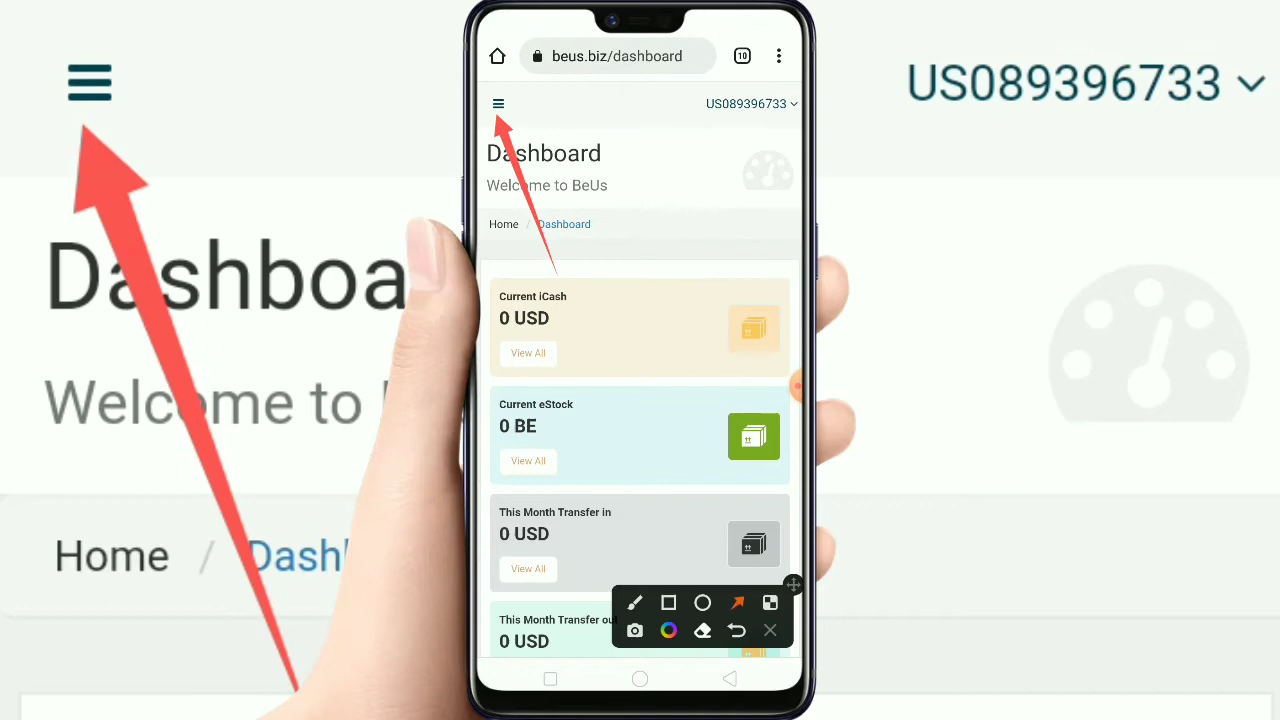 US089396733
Dashboa
Welcome to
Home / Dash
10
beus.biz/dashboard
US089396733
Dashboard
Welcome to BeUs
Home / Dashboard
Current iCash
0 USD
View All
Current eStock
0 BE
View All
This Month Transfer in
0 USD
View All
This Month Transfer ou
0 USD